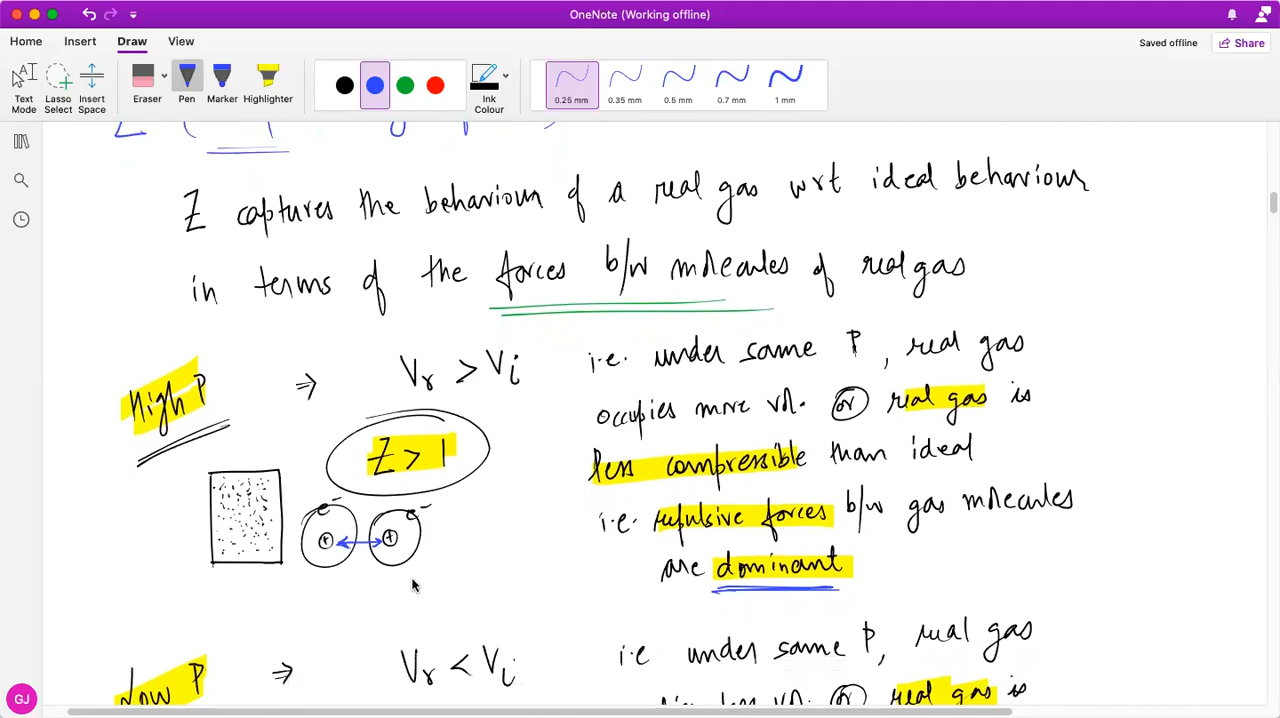 OneNote (Working offline)
Home Insert Draw View
Saved offline
Share
Text Mode
Lasso Select
Insert Space
Eraser
Pen
Marker
Highlighter
Ink Colour
0.25 mm
0.35 mm
0.5 mm
0.7 mm
1 mm
Z captures the behaviour of a real gas wrt ideal behaviour
in terms of the forces b/w molecules of real gas
High P ⇒ Vr > Vi i.e. under same P, real gas
occupies more vol. or real gas is
Z > 1
less compressible than ideal
e- e-
i.e. repulsive forces b/w gas molecules
+ +
are dominant
Low P ⇒ Vr < Vi i.e under same P, real gas
less vol. or real gas is
GJ